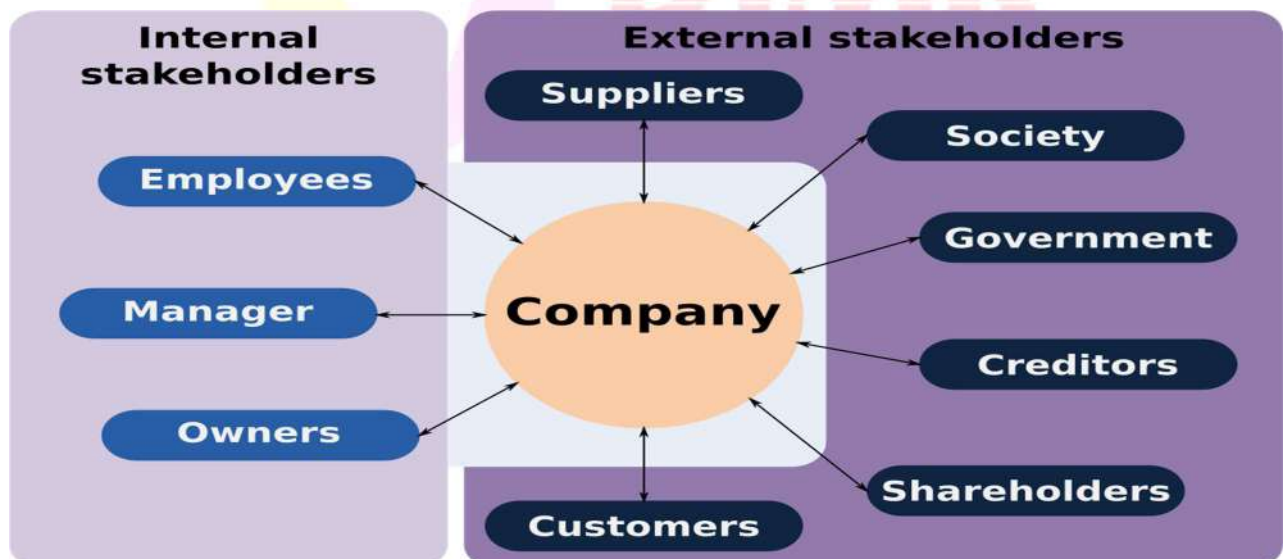 Internal
stakeholders
Employees
Manager
Owners
Company
External stakeholders
Suppliers
Society
Government
Creditors
Shareholders
Customers